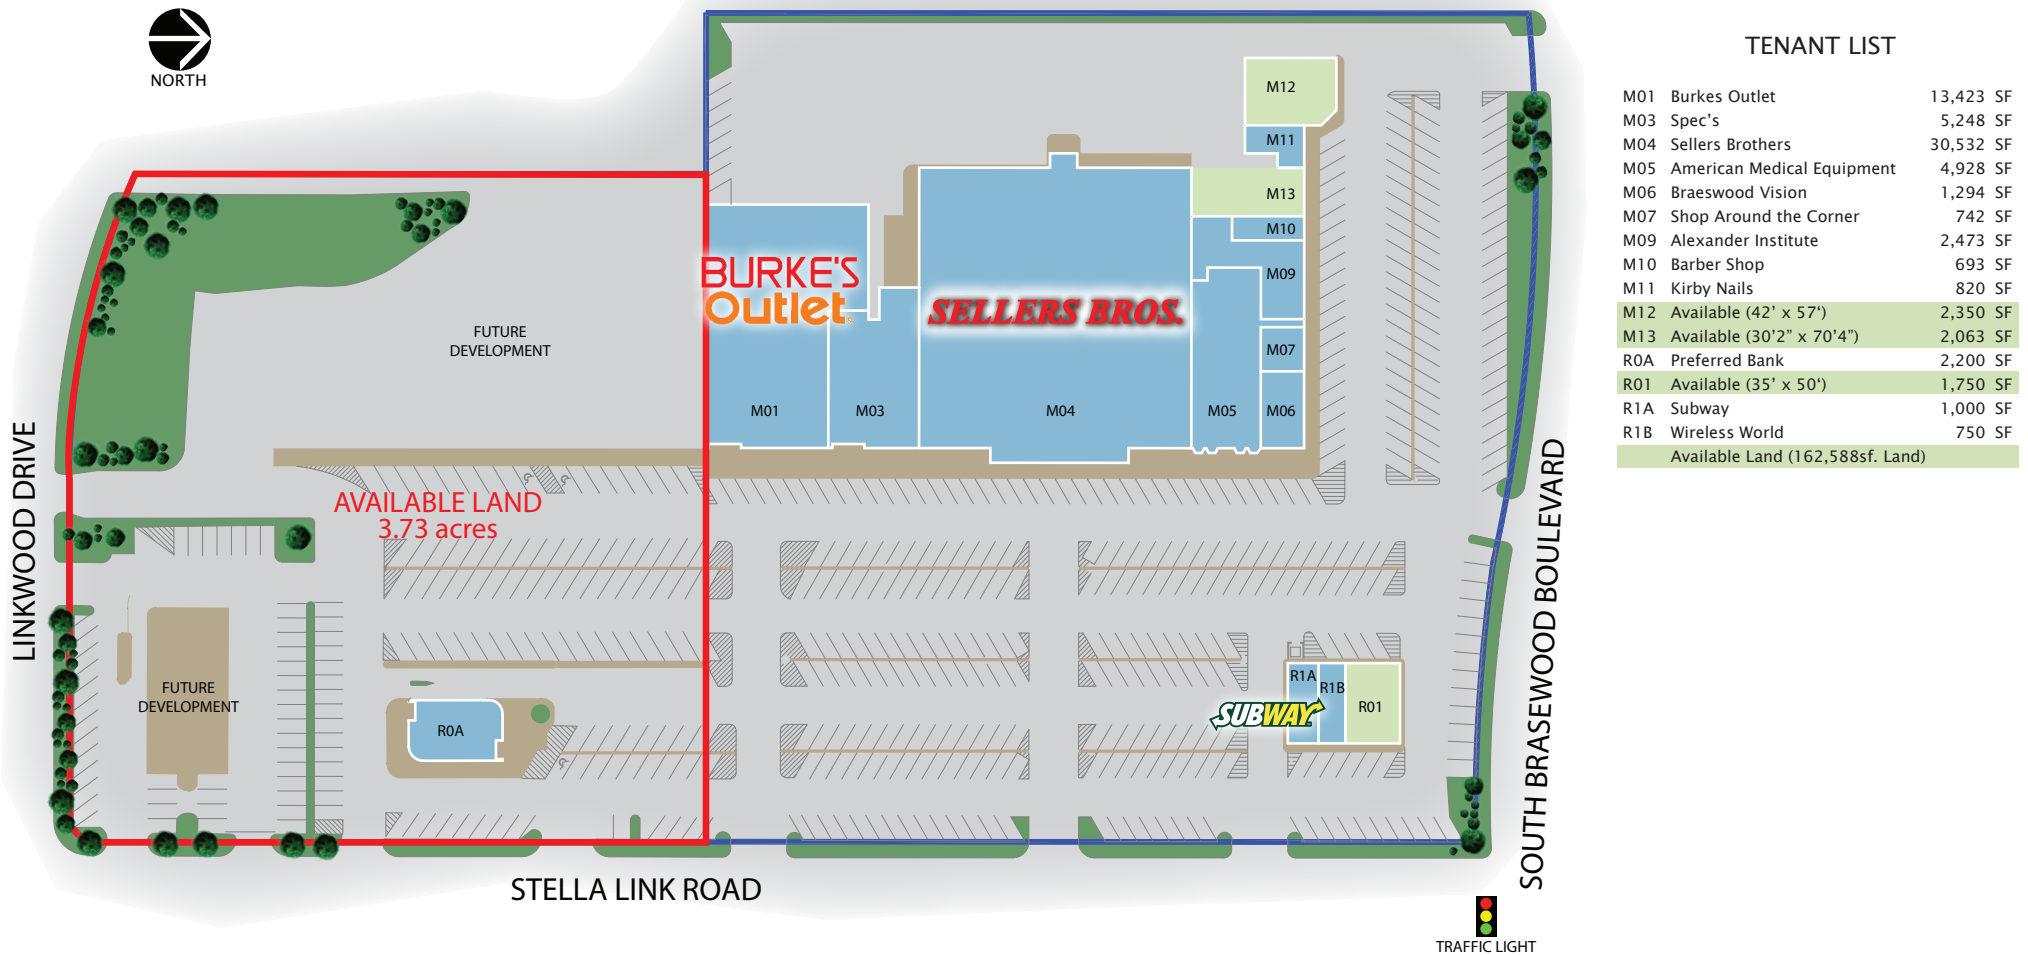 NORTH
TENANT LIST
M01 Burkes Outlet 13,423 SF
M03 Spec's 5,248 SF
M04 Sellers Brothers 30,532 SF
M05 American Medical Equipment 4,928 SF
M06 Braeswood Vision 1,294 SF
M07 Shop Around the Corner 742 SF
M09 Alexander Institute 2,473 SF
M10 Barber Shop 693 SF
M11 Kirby Nails 820 SF
M12 Available (42' x 57') 2,350 SF
M13 Available (30'2" x 70'4") 2,063 SF
R0A Preferred Bank 2,200 SF
R01 Available (35' x 50') 1,750 SF
R1A Subway 1,000 SF
R1B Wireless World 750 SF
Available Land (162,588sf. Land)
M12
M11
M13
M10
M09
M07
M06
M05
M04
M03
M01
BURKE'S
Outlet
SELLERS BROS.
FUTURE
DEVELOPMENT
AVAILABLE LAND
3.73 acres
LINKWOOD DRIVE
FUTURE
DEVELOPMENT
R0A
R1A
R1B
R01
SUBWAY
SOUTH BRASEWOOD BOULEVARD
STELLA LINK ROAD
TRAFFIC LIGHT